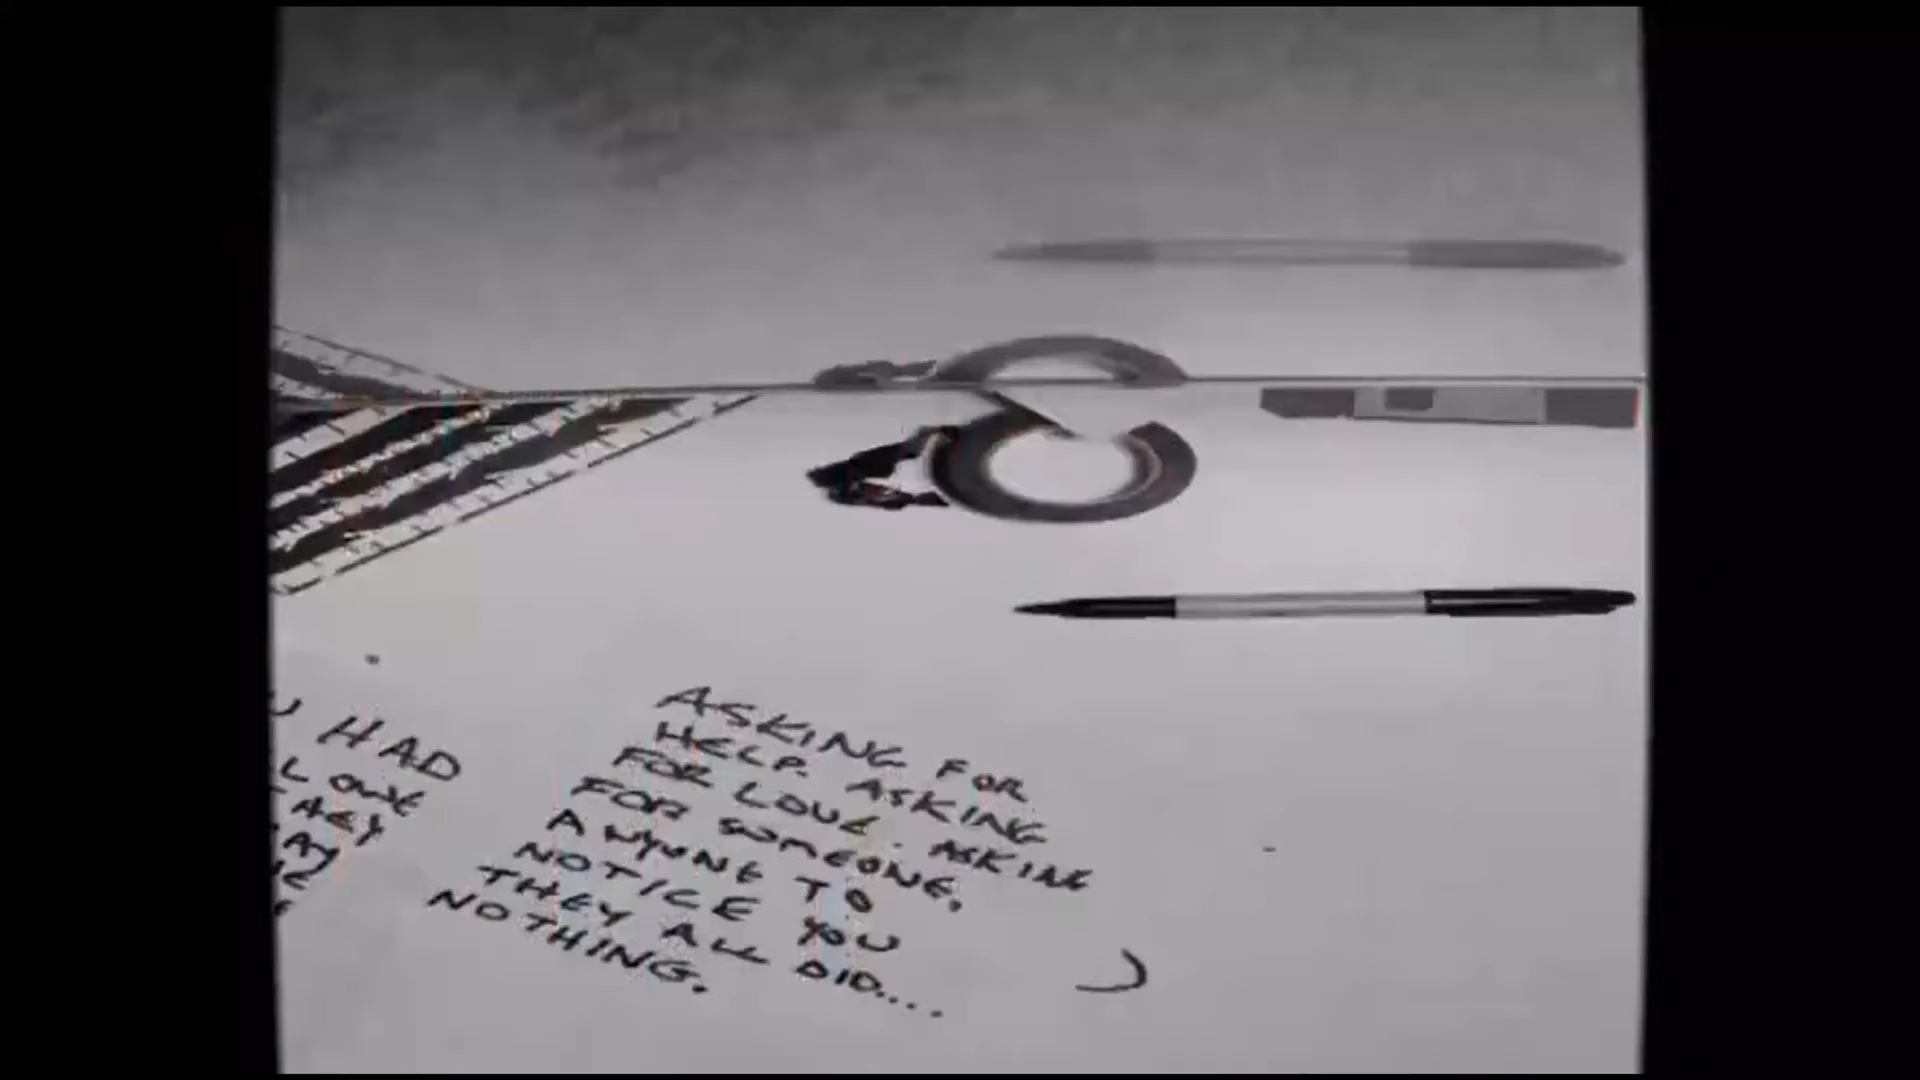 HAD
ASKING FOR
HELP. ASKING
FOR LOVE. ASKING
FOR SOMEONE.
ANYONE TO
NOTICE YOU
THEY ALL DID....
NOTHING.